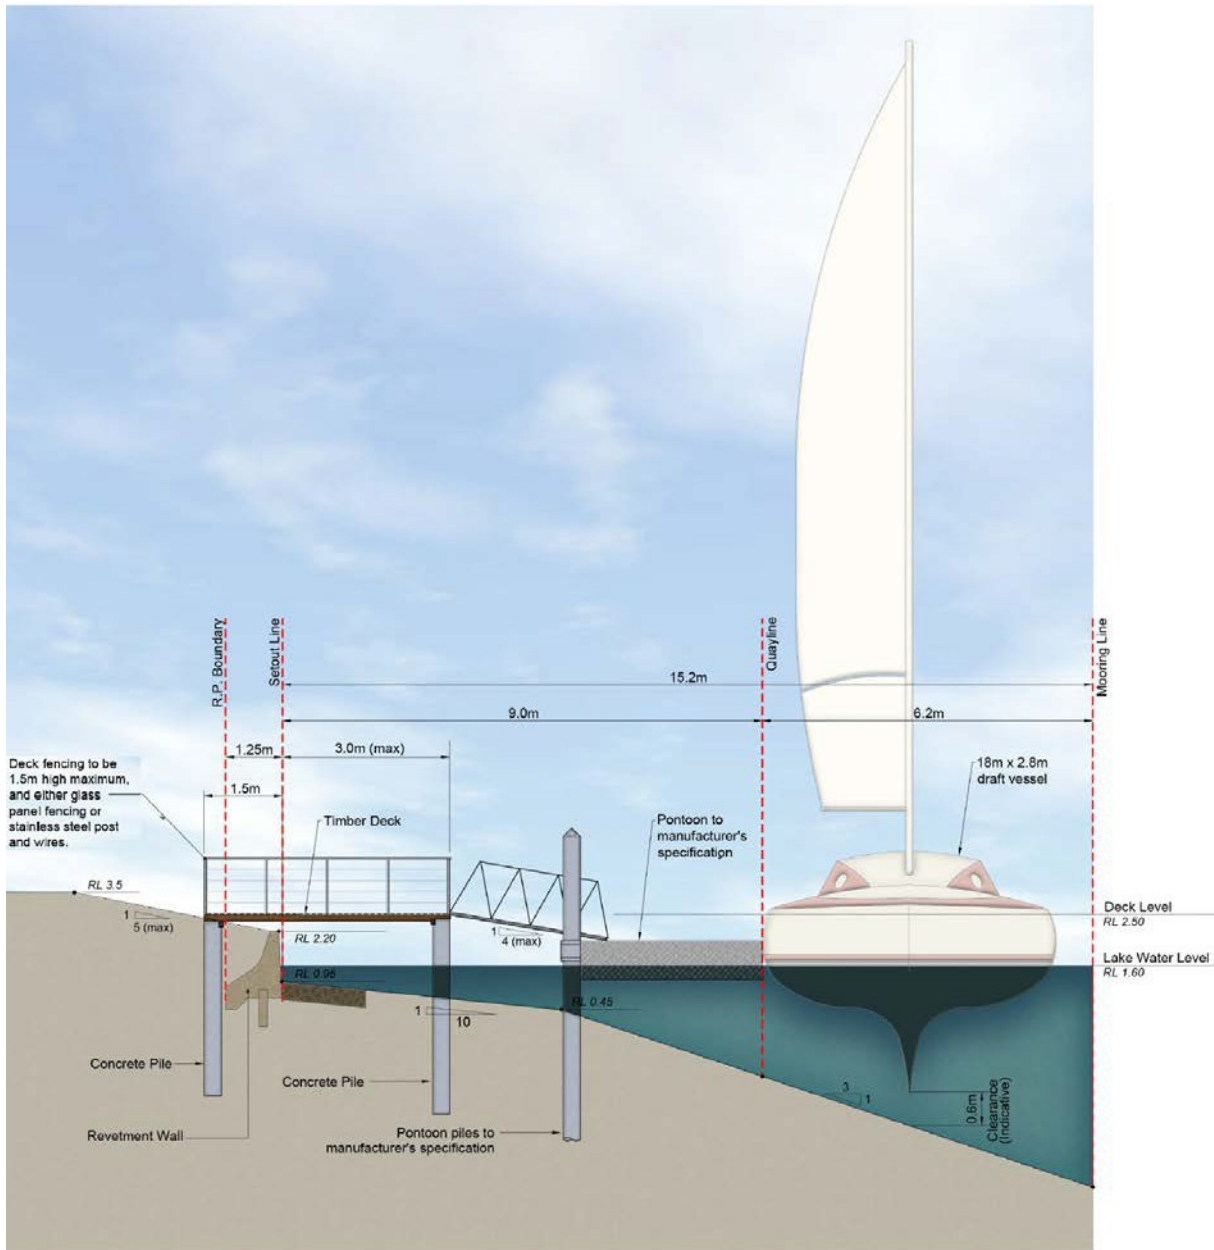 R.P. Boundary
Setout Line
Quayline
Mooring Line
15.2m
9.0m
6.2m
1.25m
3.0m (max)
1.5m
Deck fencing to be
1.5m high maximum,
and either glass
panel fencing or
stainless steel post
and wires.
Timber Deck
Pontoon to
manufacturer's
specification
18m x 2.8m
draft vessel
RL 3.5
1
5 (max)
RL 2.20
1
4 (max)
Deck Level
RL 2.50
Lake Water Level
RL 1.60
RL 0.95
RL 0.45
1
10
3
1
0.6m
Clearance
(Indicative)
Concrete Pile
Concrete Pile
Revetment Wall
Pontoon piles to
manufacturer's specification